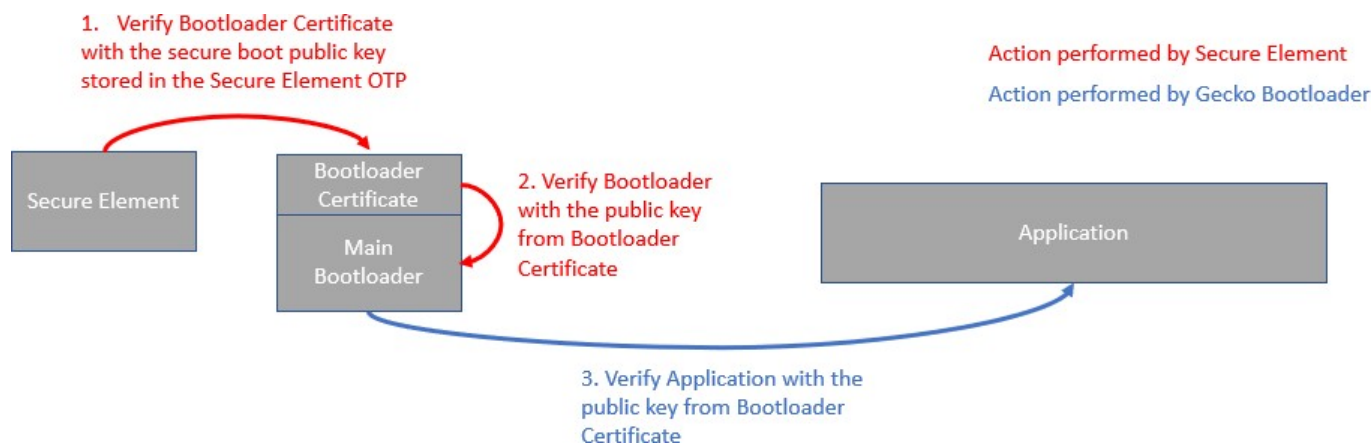 1. Verify Bootloader Certificate
with the secure boot public key
stored in the Secure Element OTP
Action performed by Secure Element
Action performed by Gecko Bootloader
Secure Element
Bootloader
Certificate
Main
Bootloader
2. Verify Bootloader
with the public key
from Bootloader
Certificate
Application
3. Verify Application with the
public key from Bootloader
Certificate